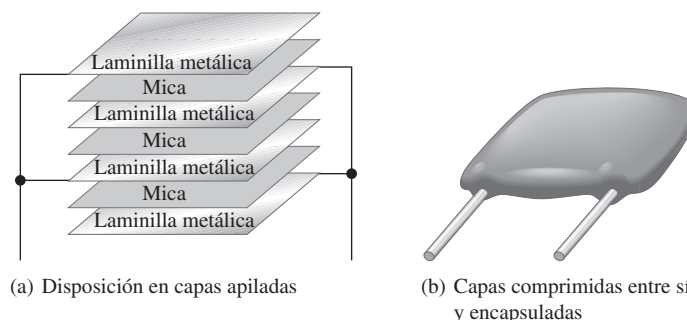 Laminilla metálica
Mica
Laminilla metálica
Mica
Laminilla metálica
Mica
Laminilla metálica
(a) Disposición en capas apiladas
(b) Capas comprimidas entre sí
y encapsuladas